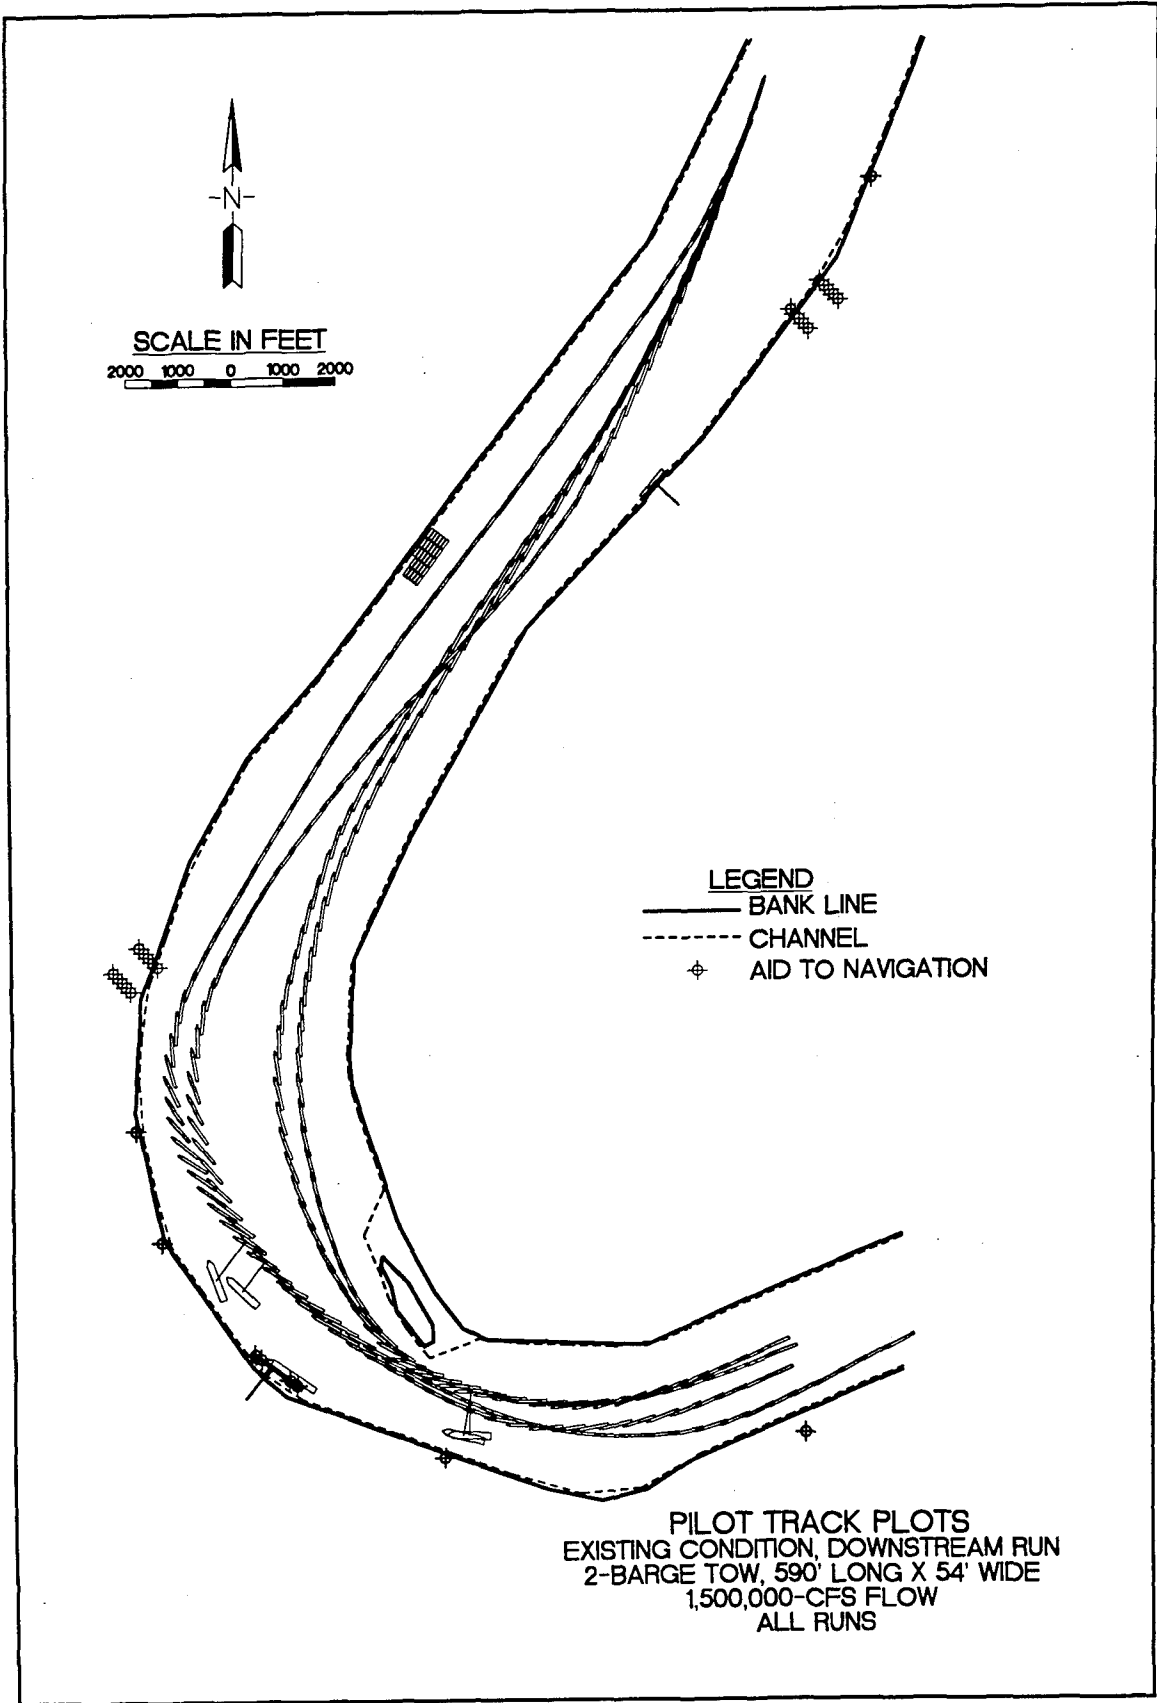 -N-
SCALE IN FEET
2000 1000 0 1000 2000
LEGEND
BANK LINE
CHANNEL
AID TO NAVIGATION
PILOT TRACK PLOTS
EXISTING CONDITION, DOWNSTREAM RUN
2-BARGE TOW, 590' LONG X 54' WIDE
1,500,000-CFS FLOW
ALL RUNS